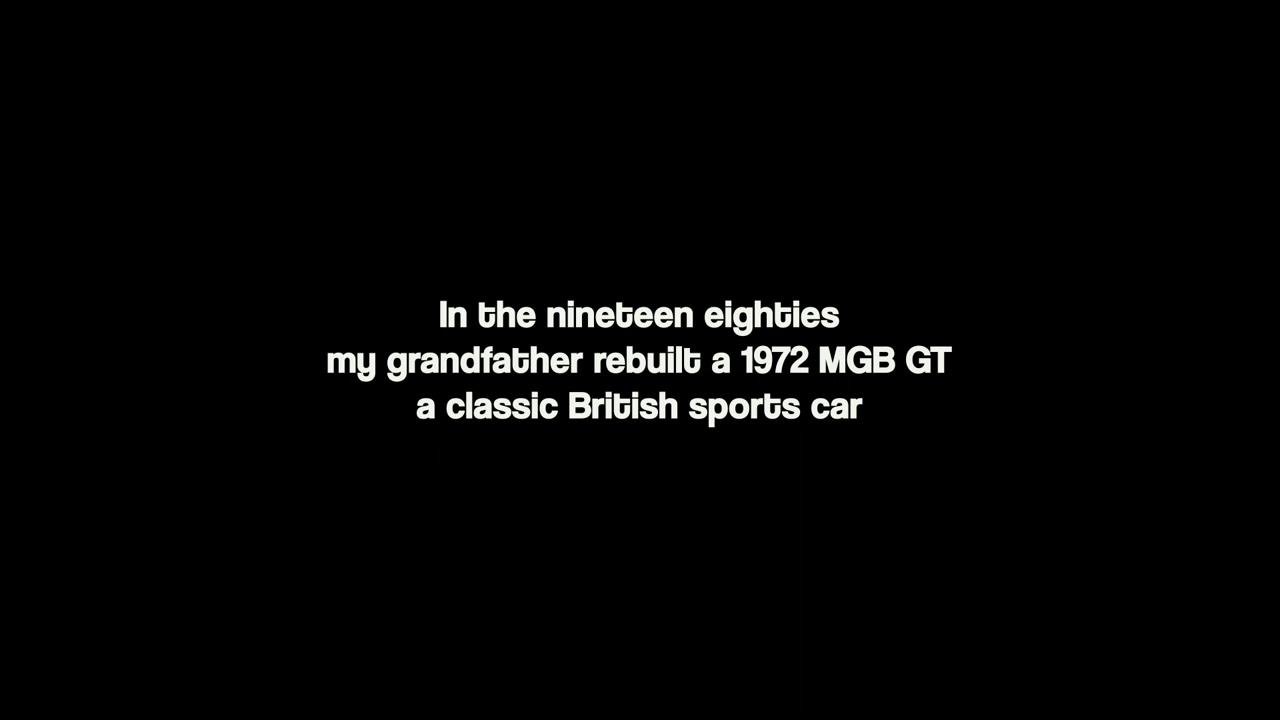 In the nineteen eighties
my grandfather rebuilt a 1972 MGB GT
a classic British sports car